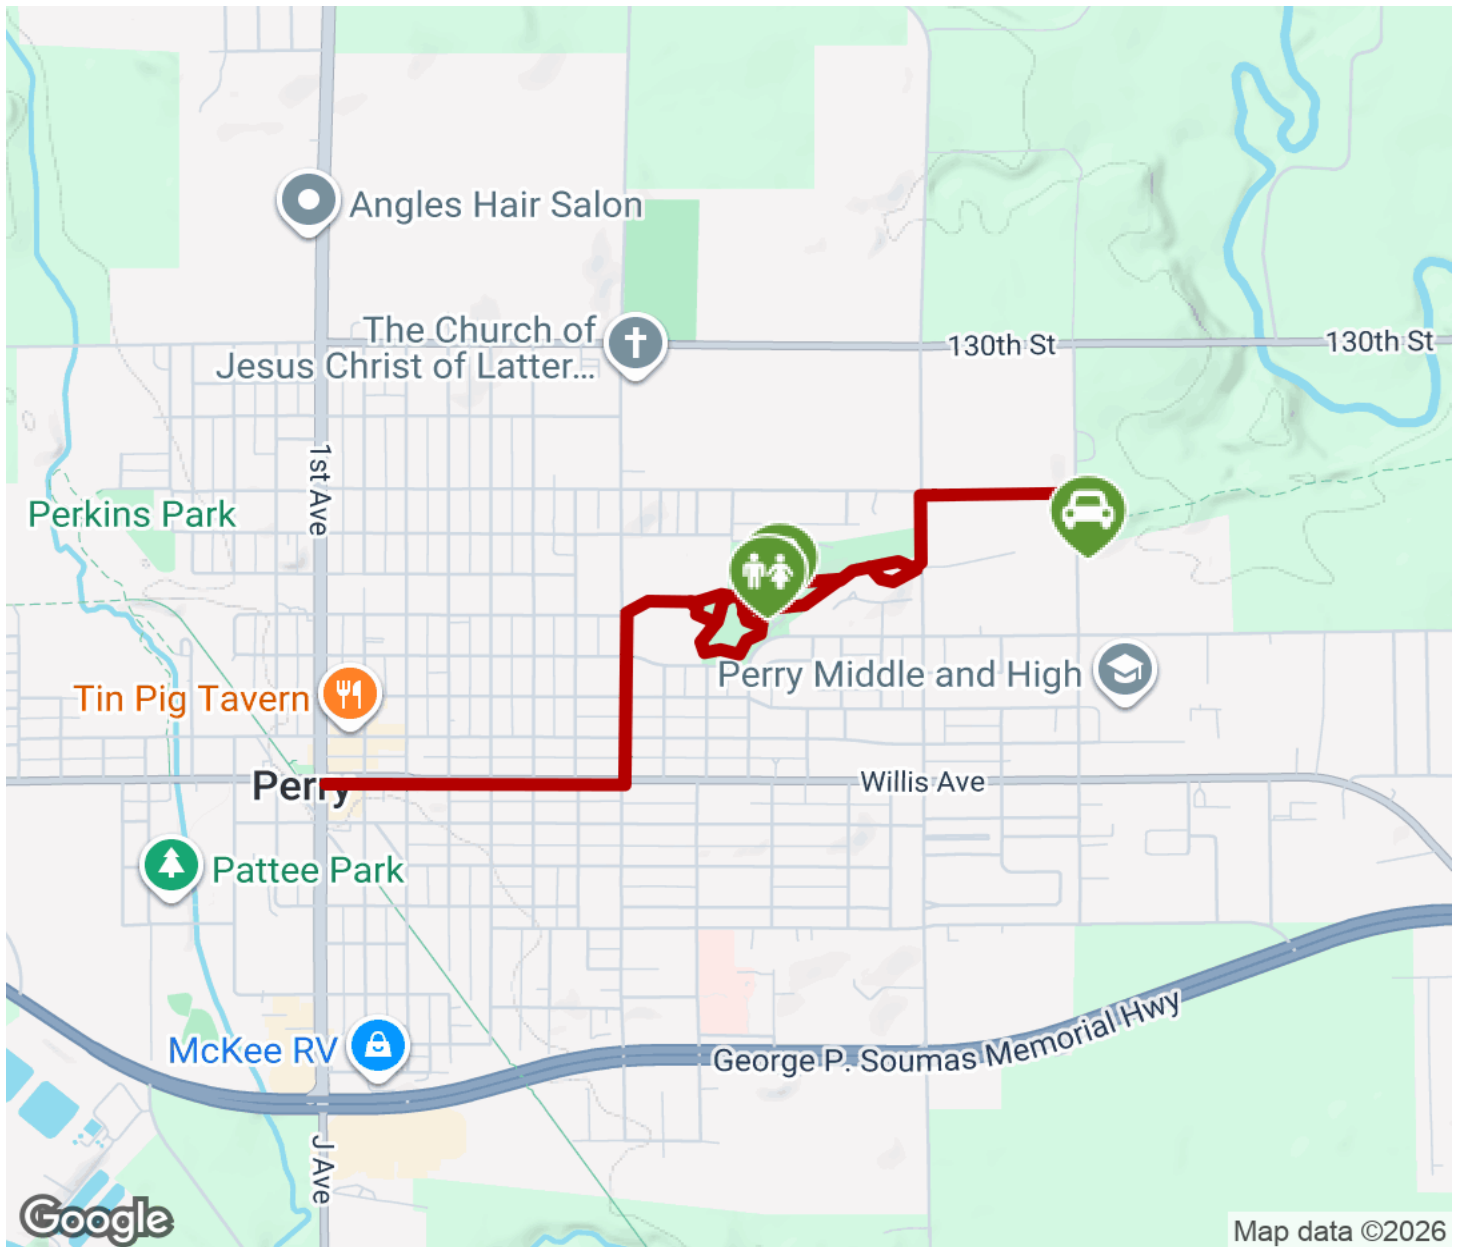 Angles Hair Salon
The Church of
Jesus Christ of Latter...
130th St
130th St
1st Ave
Perkins Park
Tin Pig Tavern
Perry Middle and High
Perry
Willis Ave
Pattee Park
McKee RV
George P. Soumas Memorial Hwy
J Ave
Google
Map data ©2026